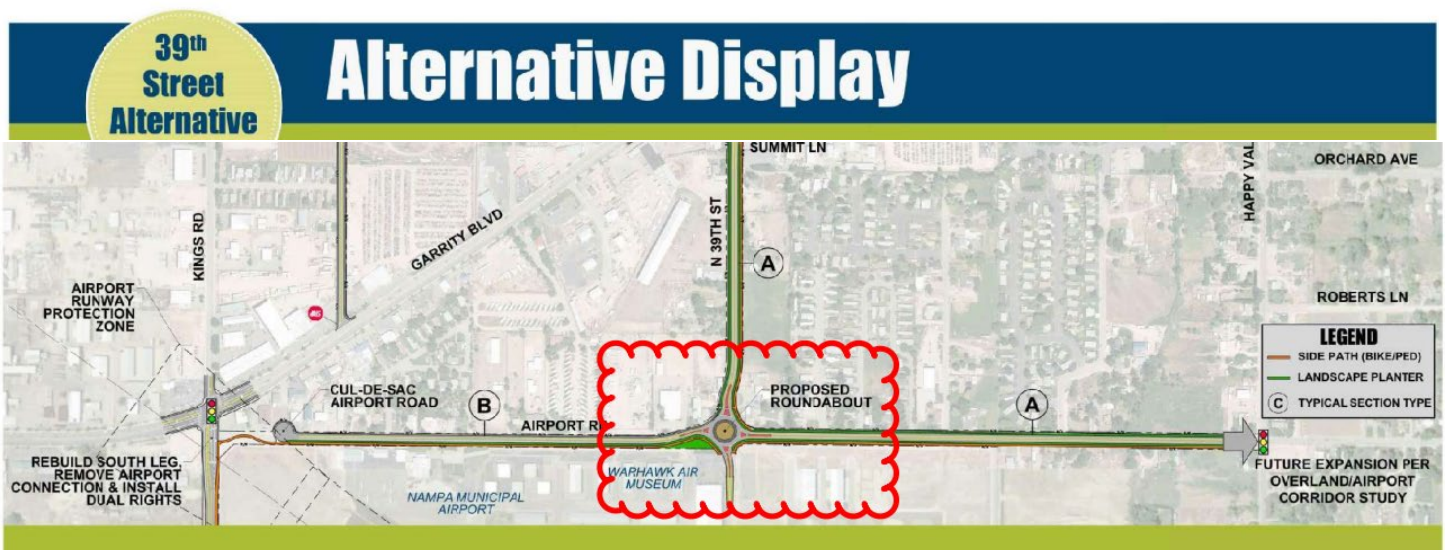 39th
Street
Alternative
Alternative Display
SUMMIT LN
HAPPY VAL
ORCHARD AVE
KINGS RD
GARRITY BLVD
N 39TH ST
A
AIRPORT
RUNWAY
PROTECTION
ZONE
ROBERTS LN
LEGEND
SIDE PATH (BIKE/PED)
LANDSCAPE PLANTER
C TYPICAL SECTION TYPE
CUL-DE-SAC
AIRPORT ROAD
B
AIRPORT R
PROPOSED
ROUNDABOUT
A
REBUILD SOUTH LEG,
REMOVE AIRPORT
CONNECTION & INSTALL
DUAL RIGHTS
NAMPA MUNICIPAL
AIRPORT
WARHAWK AIR
MUSEUM
FUTURE EXPANSION PER
OVERLAND/AIRPORT
CORRIDOR STUDY